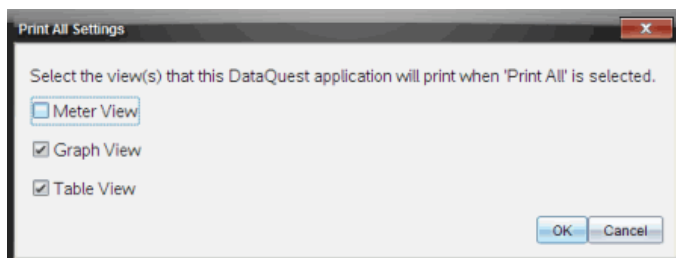 Print All Settings
Select the view(s) that this DataQuest application will print when 'Print All' is selected.
Meter View
Graph View
Table View
OK Cancel